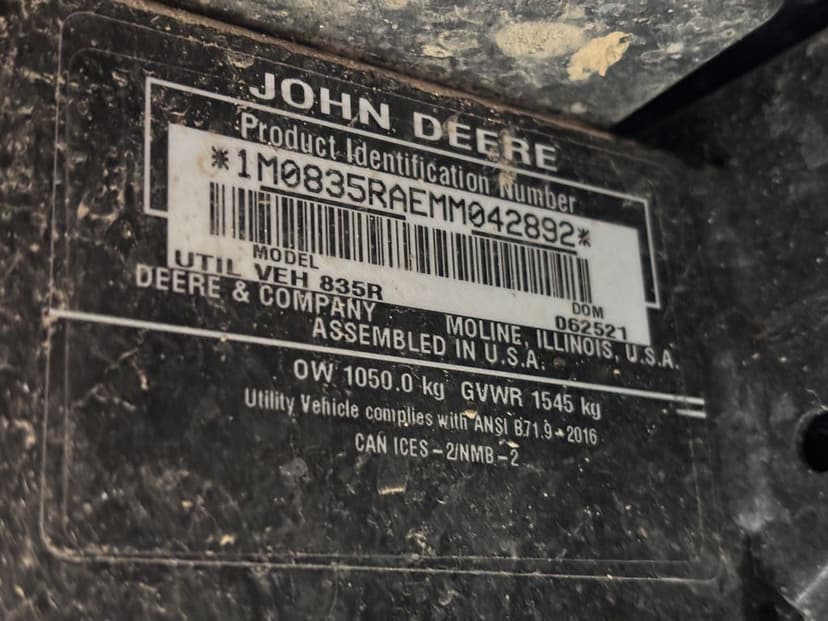 JOHN DEERE
Product Identification Number
*1M0835RAEMM042892*
MODEL DOM
UTIL VEH 835R 062521
DEERE & COMPANY MOLINE, ILLINOIS, U.S.A.
ASSEMBLED IN U.S.A.
OW 1050.0 kg GVWR 1545 kg
Utility Vehicle complies with ANSI B71.9-2016
CAN ICES-2/NMB-2